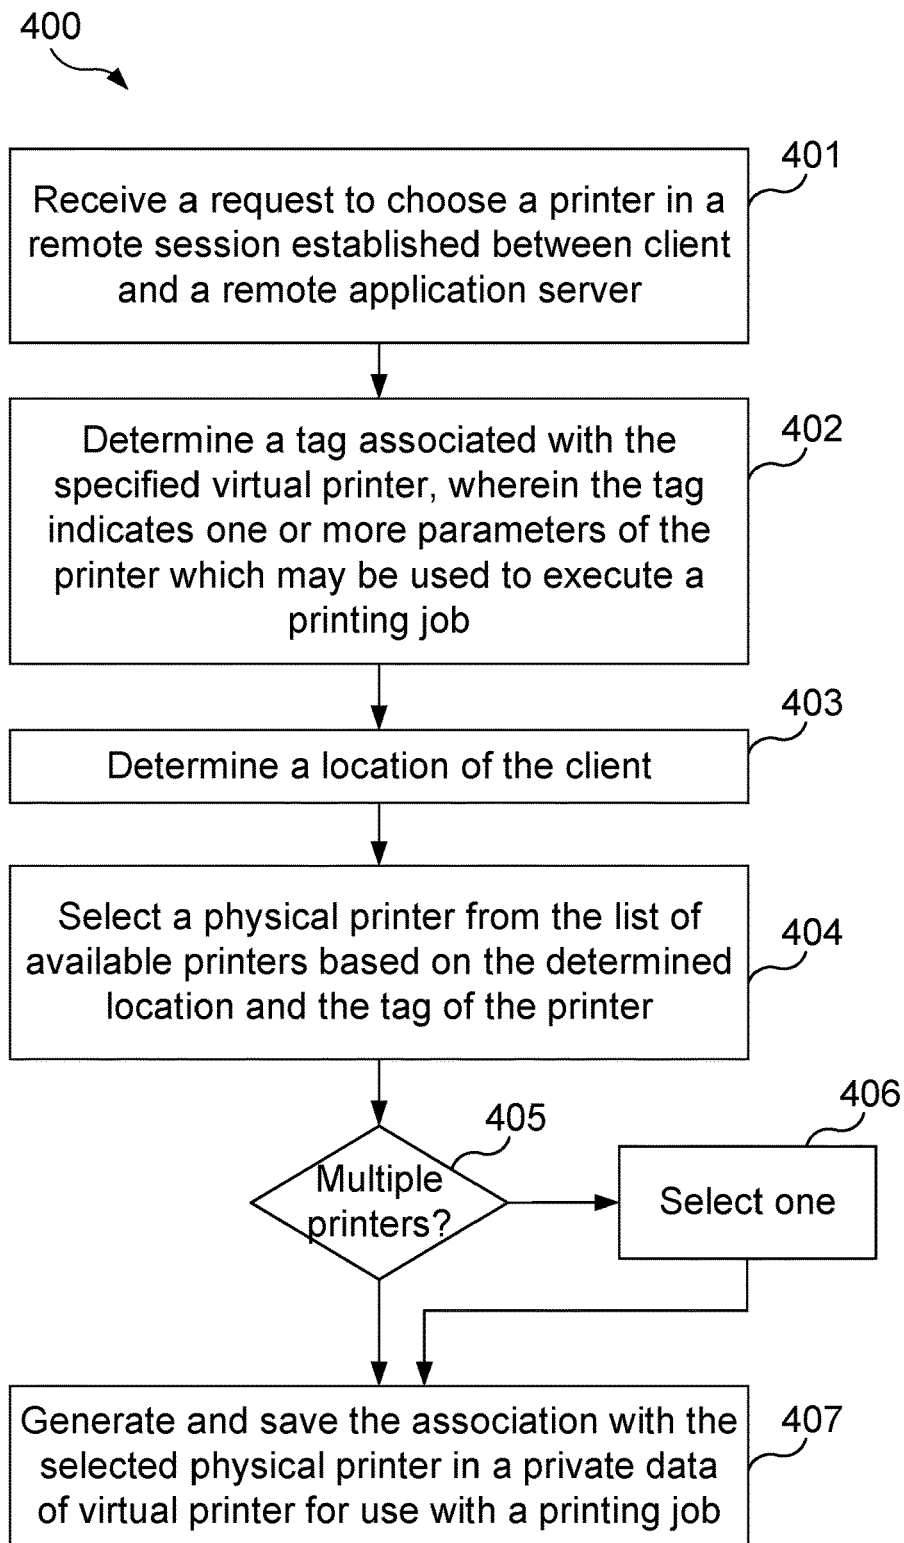 400
401
Receive a request to choose a printer in a
remote session established between client
and a remote application server
402
Determine a tag associated with the
specified virtual printer, wherein the tag
indicates one or more parameters of the
printer which may be used to execute a
printing job
403
Determine a location of the client
404
Select a physical printer from the list of
available printers based on the determined
location and the tag of the printer
405
Multiple
printers?
406
Select one
407
Generate and save the association with the
selected physical printer in a private data
of virtual printer for use with a printing job